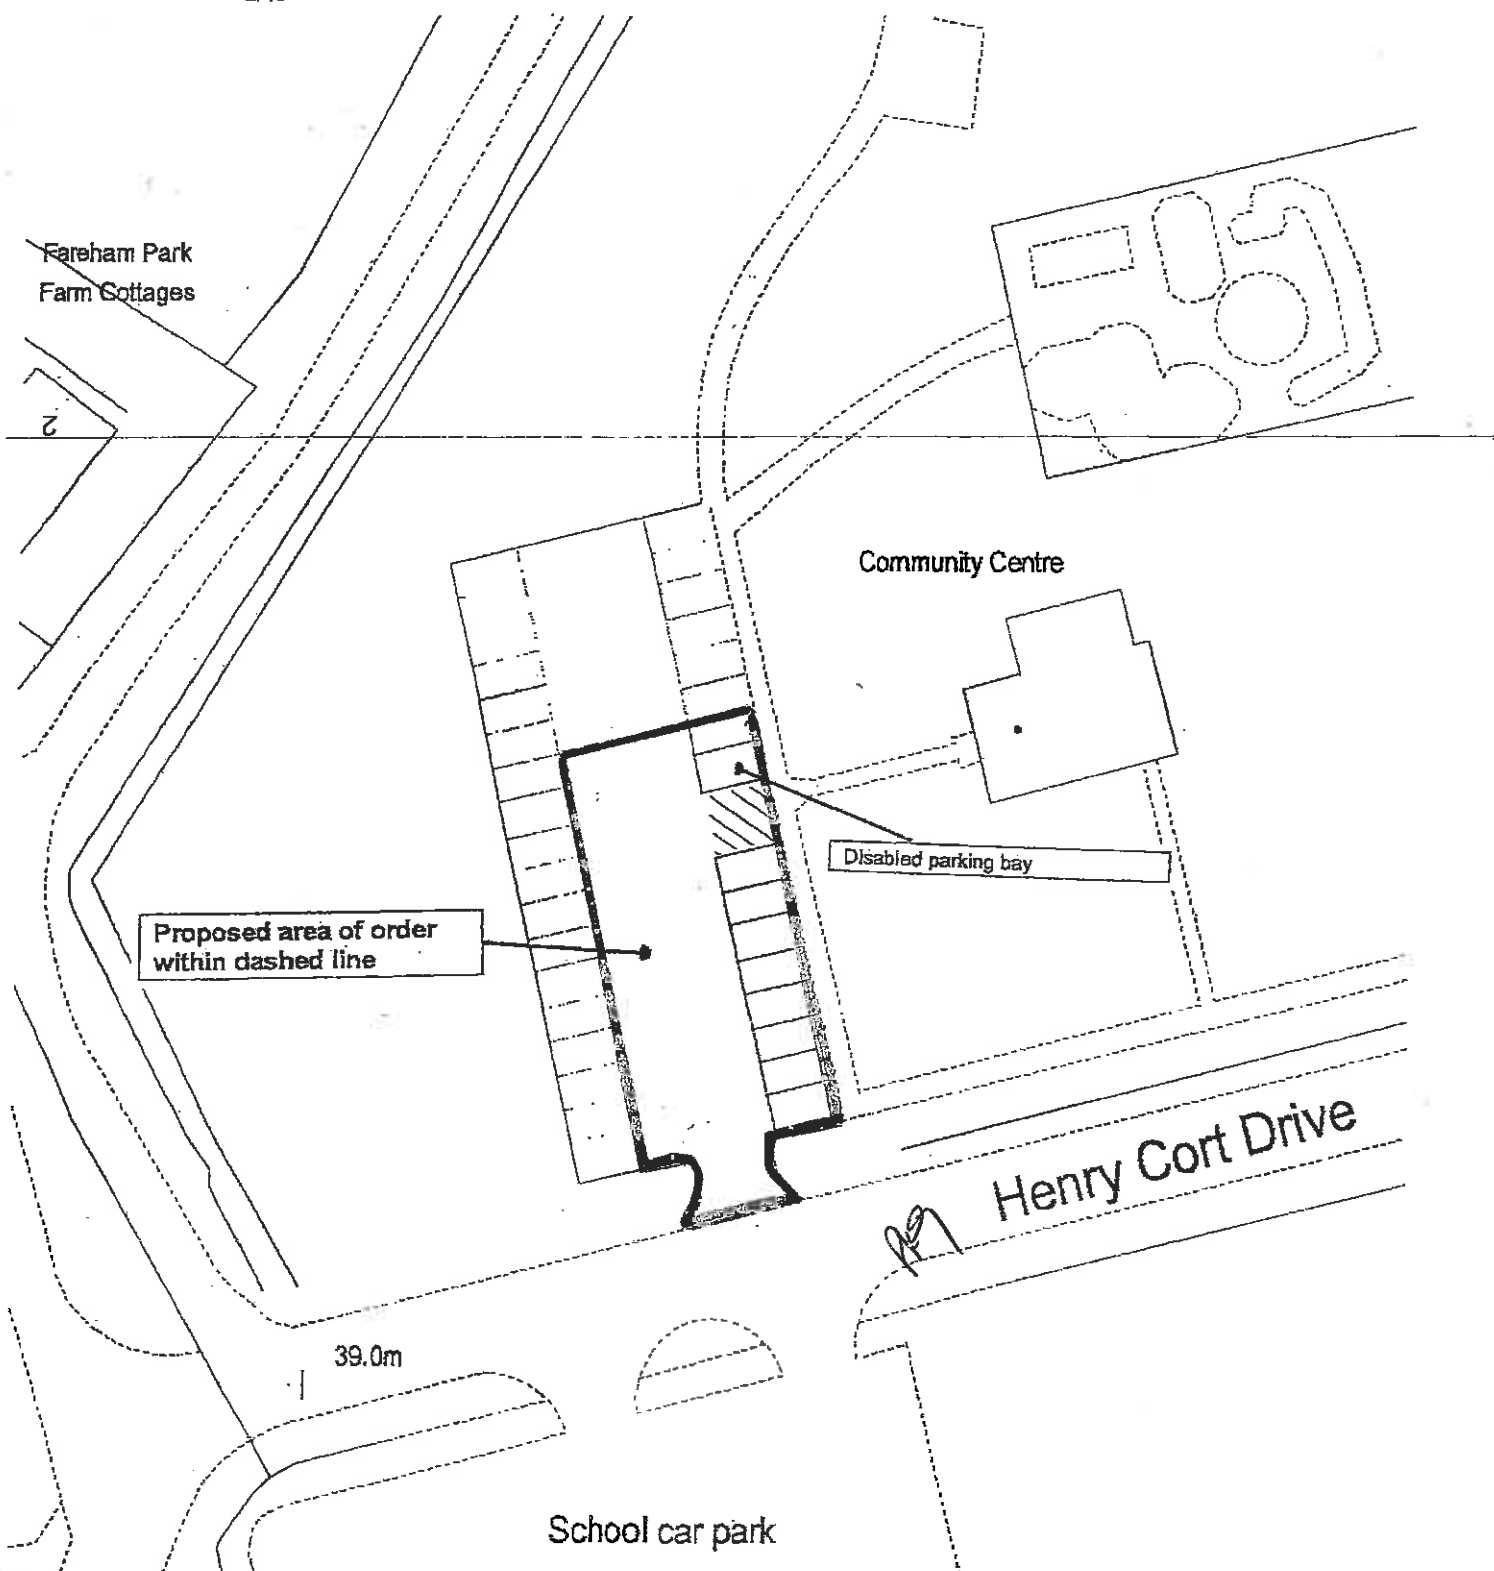 Fareham Park
Farm Cottages
2
Community Centre
Disabled parking bay
Proposed area of order
within dashed line
Henry Cort Drive
39.0m
School car park